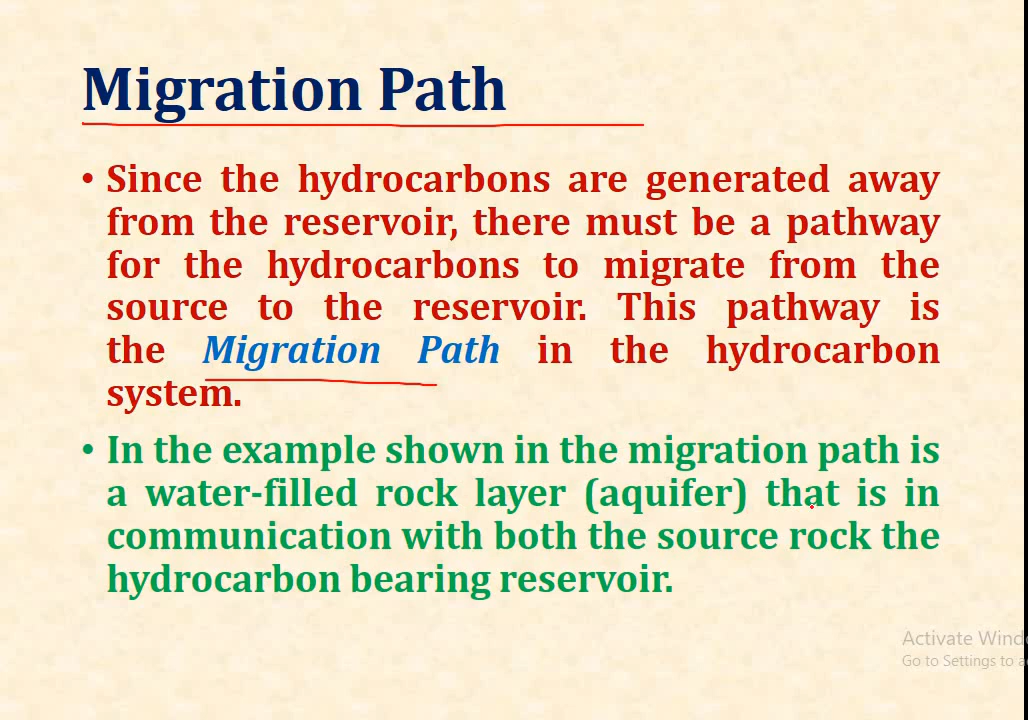 Migration Path
• Since the hydrocarbons are generated away
from the reservoir, there must be a pathway
for the hydrocarbons to migrate from the
source to the reservoir. This pathway is
the Migration Path in the hydrocarbon
system.
• In the example shown in the migration path is
a water-filled rock layer (aquifer) that is in
communication with both the source rock the
hydrocarbon bearing reservoir.
Activate Wind
Go to Settings to a